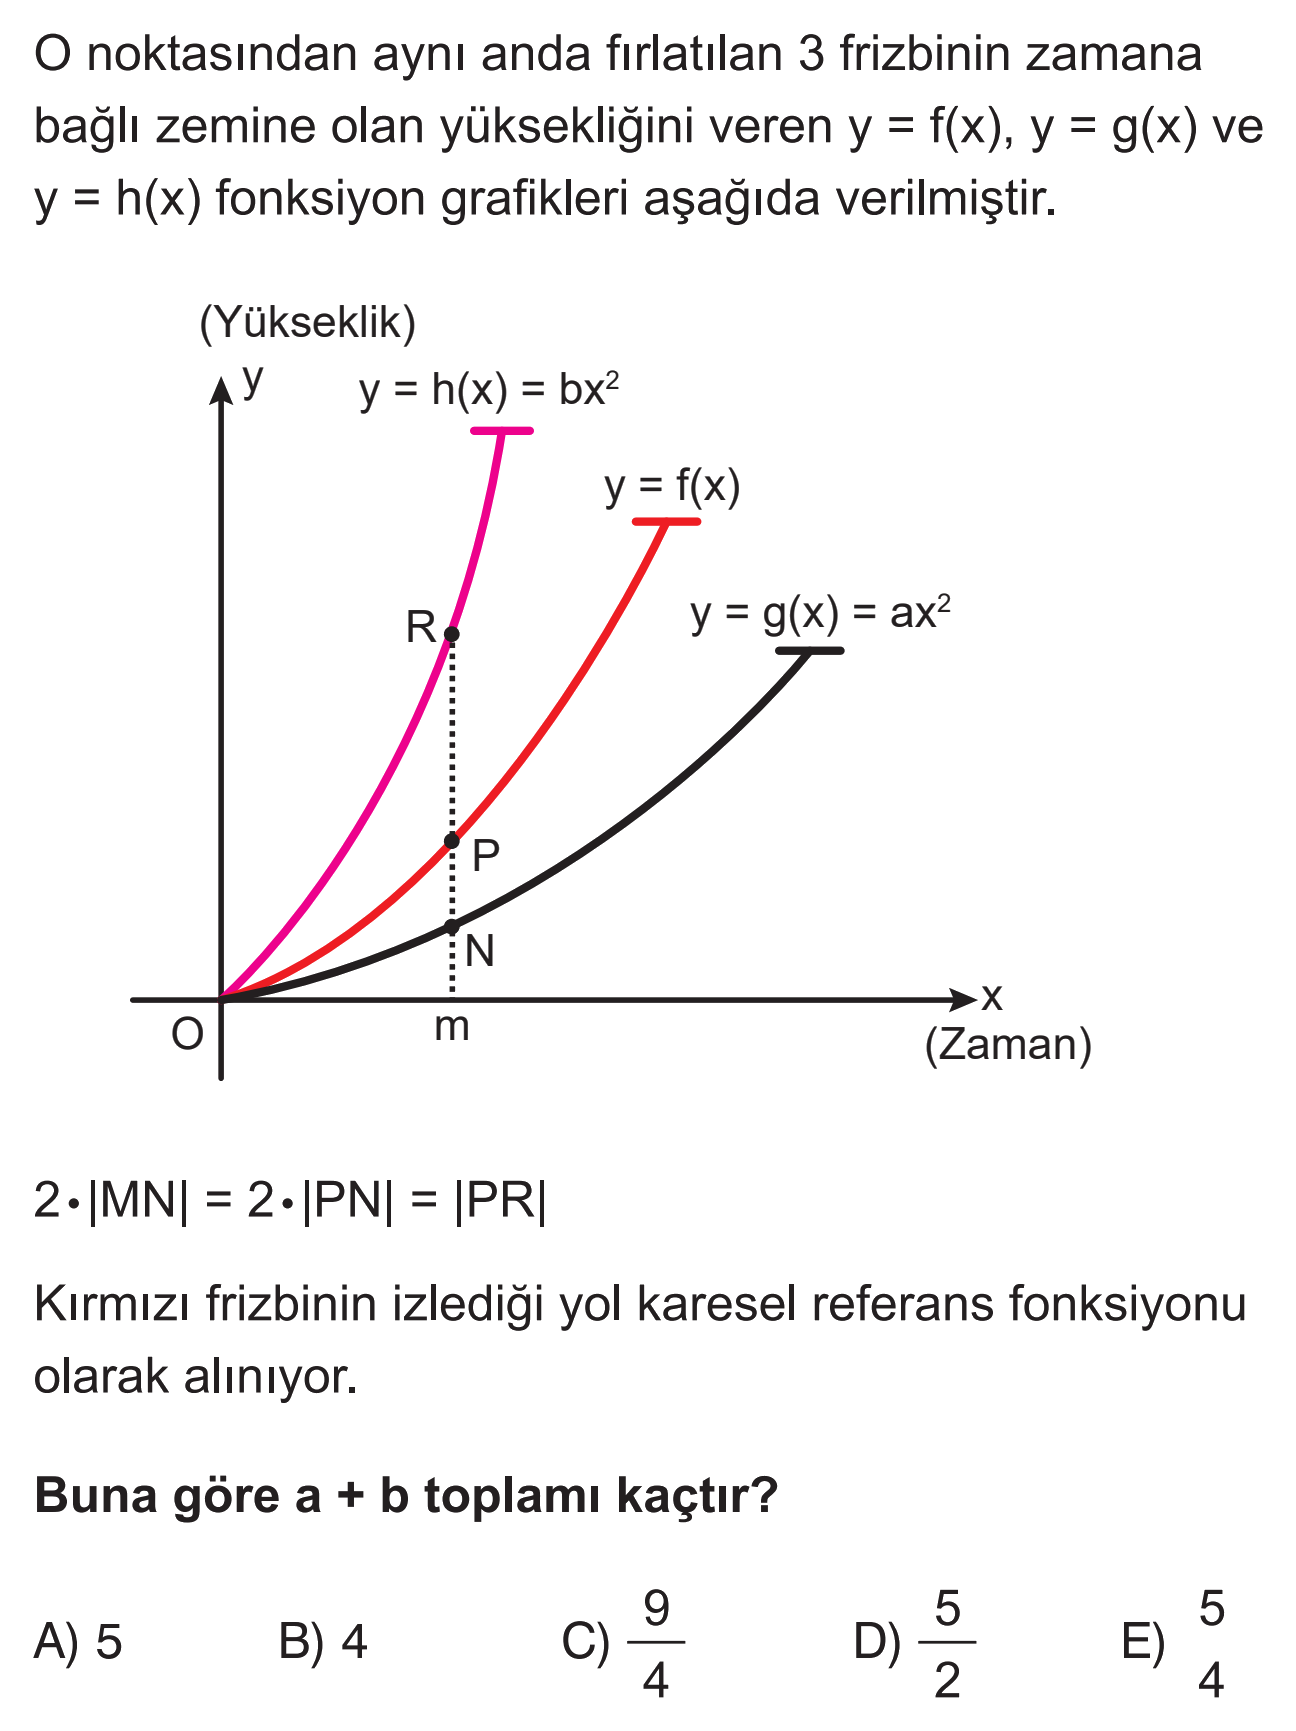 O noktasından aynı anda fırlatılan 3 frizbinin zamana
bağlı zemine olan yüksekliğini veren y = f(x), y = g(x) ve
y = h(x) fonksiyon grafikleri aşağıda verilmiştir.
(Yükseklik)
y
y = h(x) = bx²
y = f(x)
y = g(x) = ax²
R
P
N
O
m
x
(Zaman)
2·|MN| = 2·|PN| = |PR|
Kırmızı frizbinin izlediği yol karesel referans fonksiyonu
olarak alınıyor.
Buna göre a + b toplamı kaçtır?
A) 5 B) 4 C) 9/4 D) 5/2 E) 5 4